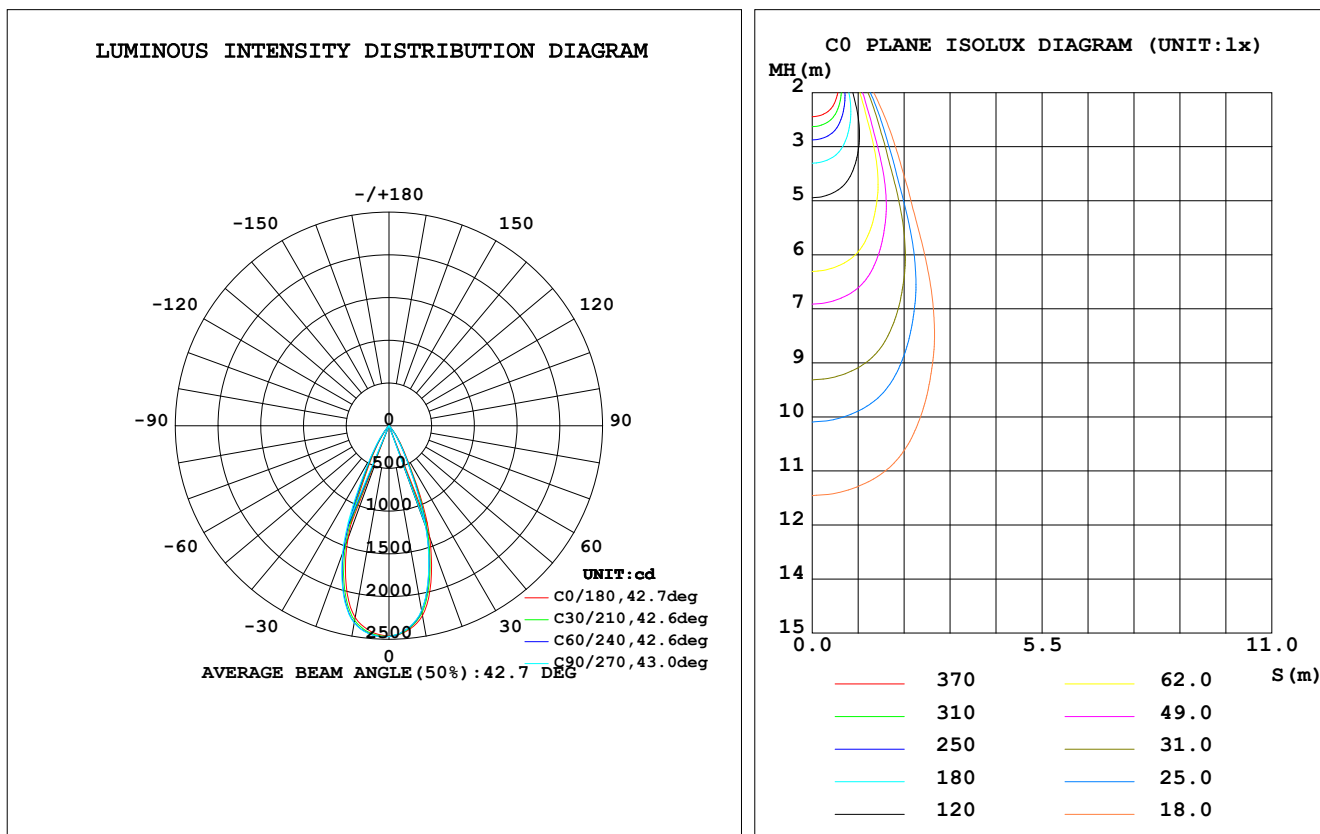 LUMINOUS INTENSITY DISTRIBUTION DIAGRAM
-/+180
-150 150
-120 120
-90 90
-60 60
-30 30
0
0
500
1000
1500
2000
2500
UNIT:cd
C0/180,42.7deg
C30/210,42.6deg
C60/240,42.6deg
C90/270,43.0deg
AVERAGE BEAM ANGLE(50%):42.7 DEG
C0 PLANE ISOLUX DIAGRAM (UNIT:lx)
MH(m)
2
3
5
6
7
9
10
11
12
14
15
0.0 5.5 11.0
S(m)
370 62.0
310 49.0
250 31.0
180 25.0
120 18.0